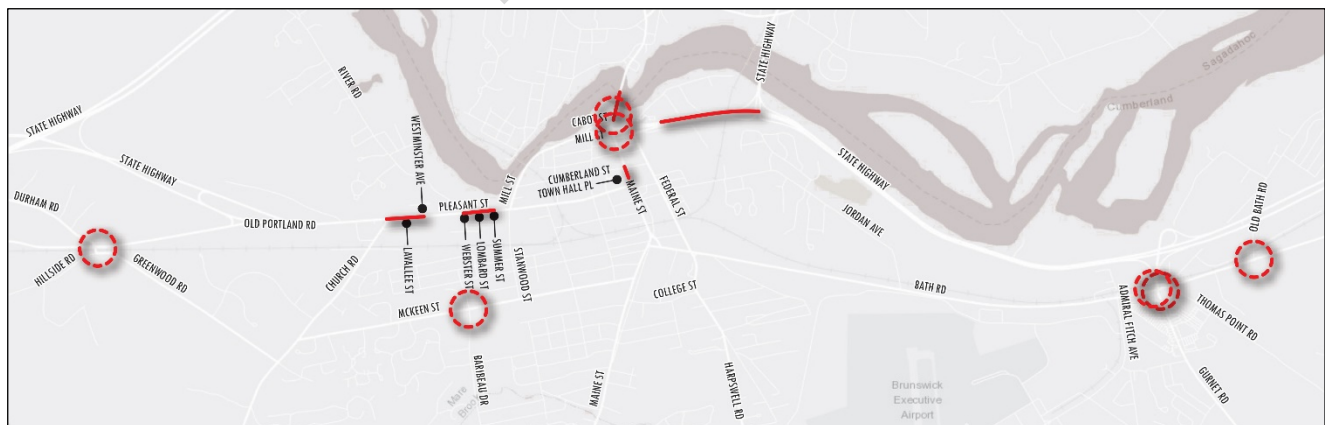 STATE HIGHWAY
STATE HIGHWAY
DURHAM RD
HILLSIDE RD
GREENWOOD RD
OLD PORTLAND RD
RIVER RD
WESTMINSTER AVE
PLEASANT ST
MILL ST
LAVALLEE ST
CHURCH RD
WEBSTER ST
LOMBARD ST
SUMMER ST
STANWOOD ST
MCKEEN ST
BARIBEAU DR
Mare
Brook
CABOT ST
MILL ST
CUMBERLAND ST
TOWN HALL PL
MAINE ST
FEDERAL ST
STATE HIGHWAY
COLLEGE ST
MAINE ST
HARPSWELL RD
STATE HIGHWAY
JORDAN AVE
BATH RD
Brunswick
Executive
Airport
Sagadahoc
Cumberland
OLD BATH RD
ADMIRAL FITCH AVE
THOMAS POINT RD
GURNET RD